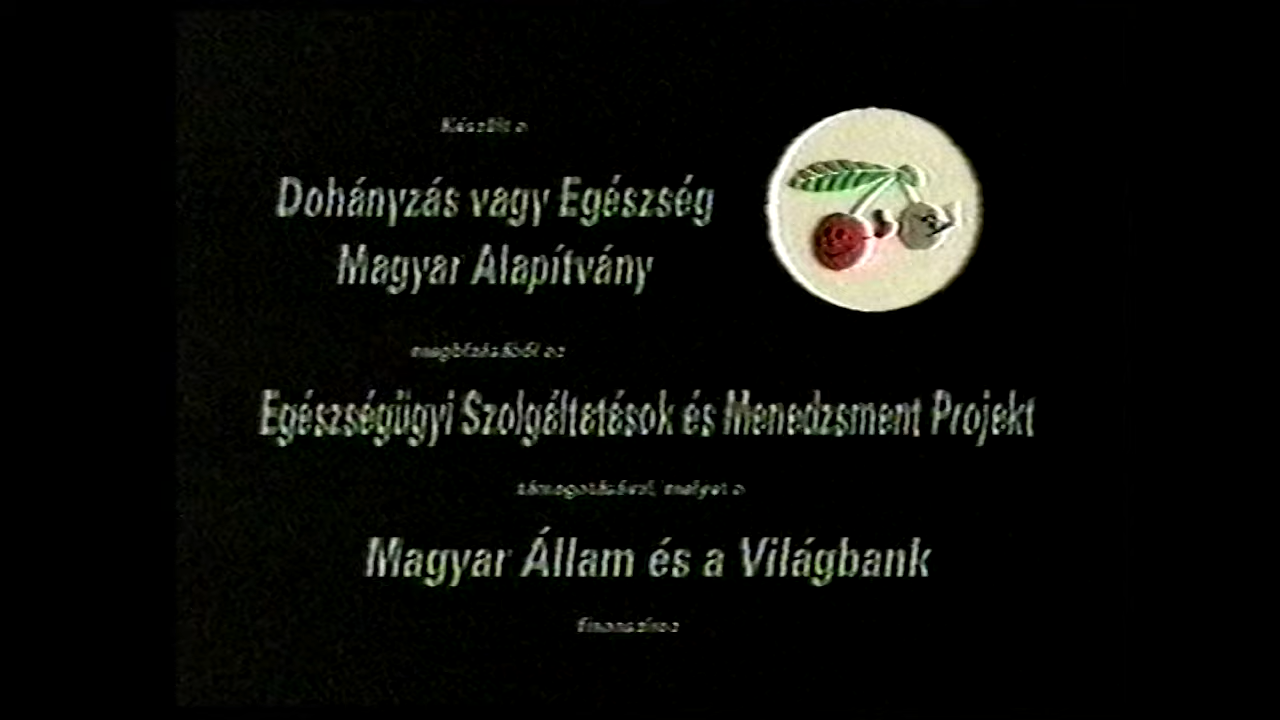 Készült a
Dohányzás vagy Egészség
Magyar Alapítvány
megbízásából az
Egészségügyi Szolgáltatások és Menedzsment Projekt
támogatásával, melyet a
Magyar Állam és a Világbank
finanszíroz